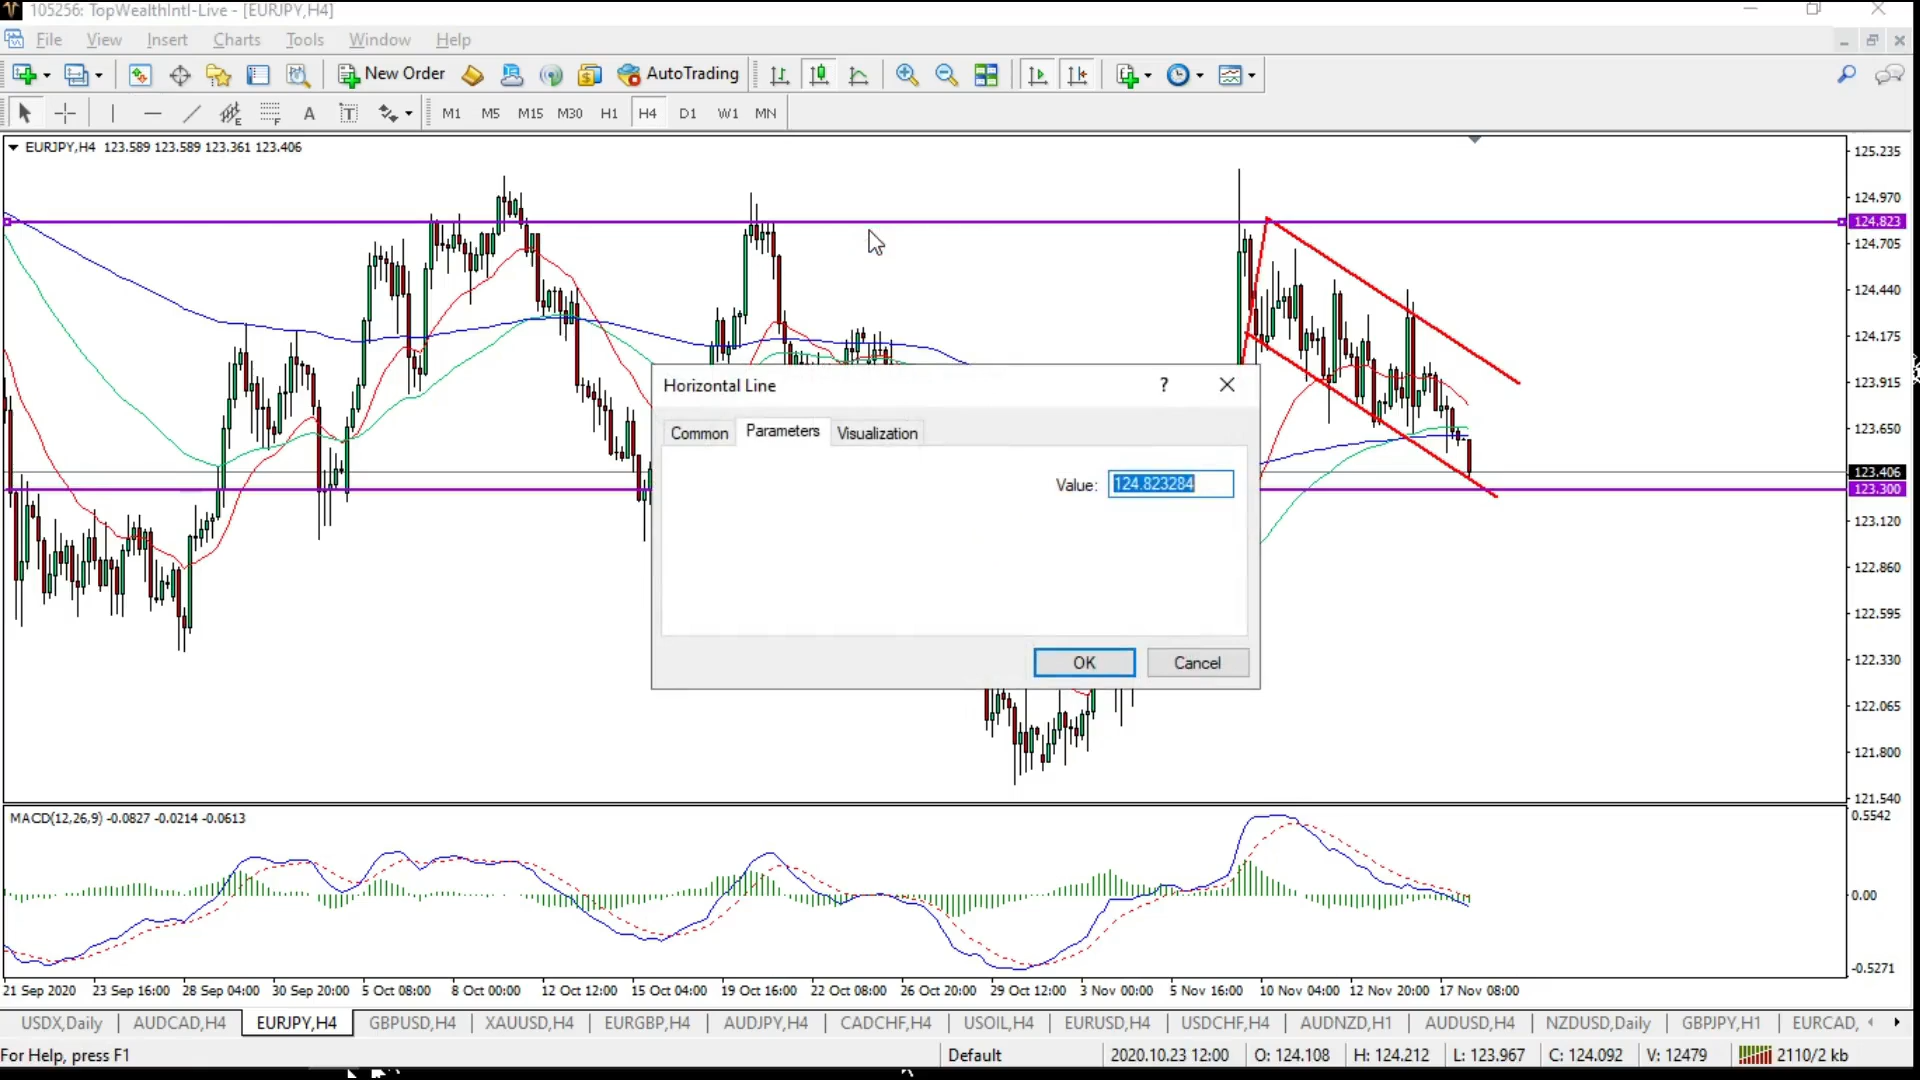 105256: TopWealthIntl-Live - [EURJPY,H4]
File View Insert Charts Tools Window Help
New Order AutoTrading
A T M1 M5 M15 M30 H1 H4 D1 W1 MN
EURJPY,H4 123.589 123.589 123.361 123.406
125.235
124.970
124.823
124.705
124.440
124.175
123.915
123.650
123.406
123.300
123.120
122.860
122.595
122.330
122.065
121.800
121.540
Horizontal Line ?
Common Parameters Visualization
Value: 124.823284
OK Cancel
MACD(12,26,9) -0.0827 -0.0214 -0.0613
0.5542
0.00
-0.5271
21 Sep 2020 23 Sep 16:00 28 Sep 04:00 30 Sep 20:00 5 Oct 08:00 8 Oct 00:00 12 Oct 12:00 15 Oct 04:00 19 Oct 16:00 22 Oct 08:00 26 Oct 20:00 29 Oct 12:00 3 Nov 00:00 5 Nov 16:00 10 Nov 04:00 12 Nov 20:00 17 Nov 08:00
USDX,Daily AUDCAD,H4 EURJPY,H4 GBPUSD,H4 XAUUSD,H4 EURGBP,H4 AUDJPY,H4 CADCHF,H4 USOIL,H4 EURUSD,H4 USDCHF,H4 AUDNZD,H1 AUDUSD,H4 NZDUSD,Daily GBPJPY,H1 EURCAD,
For Help, press F1 Default 2020.10.23 12:00 O: 124.108 H: 124.212 L: 123.967 C: 124.092 V: 12479 2110/2 kb